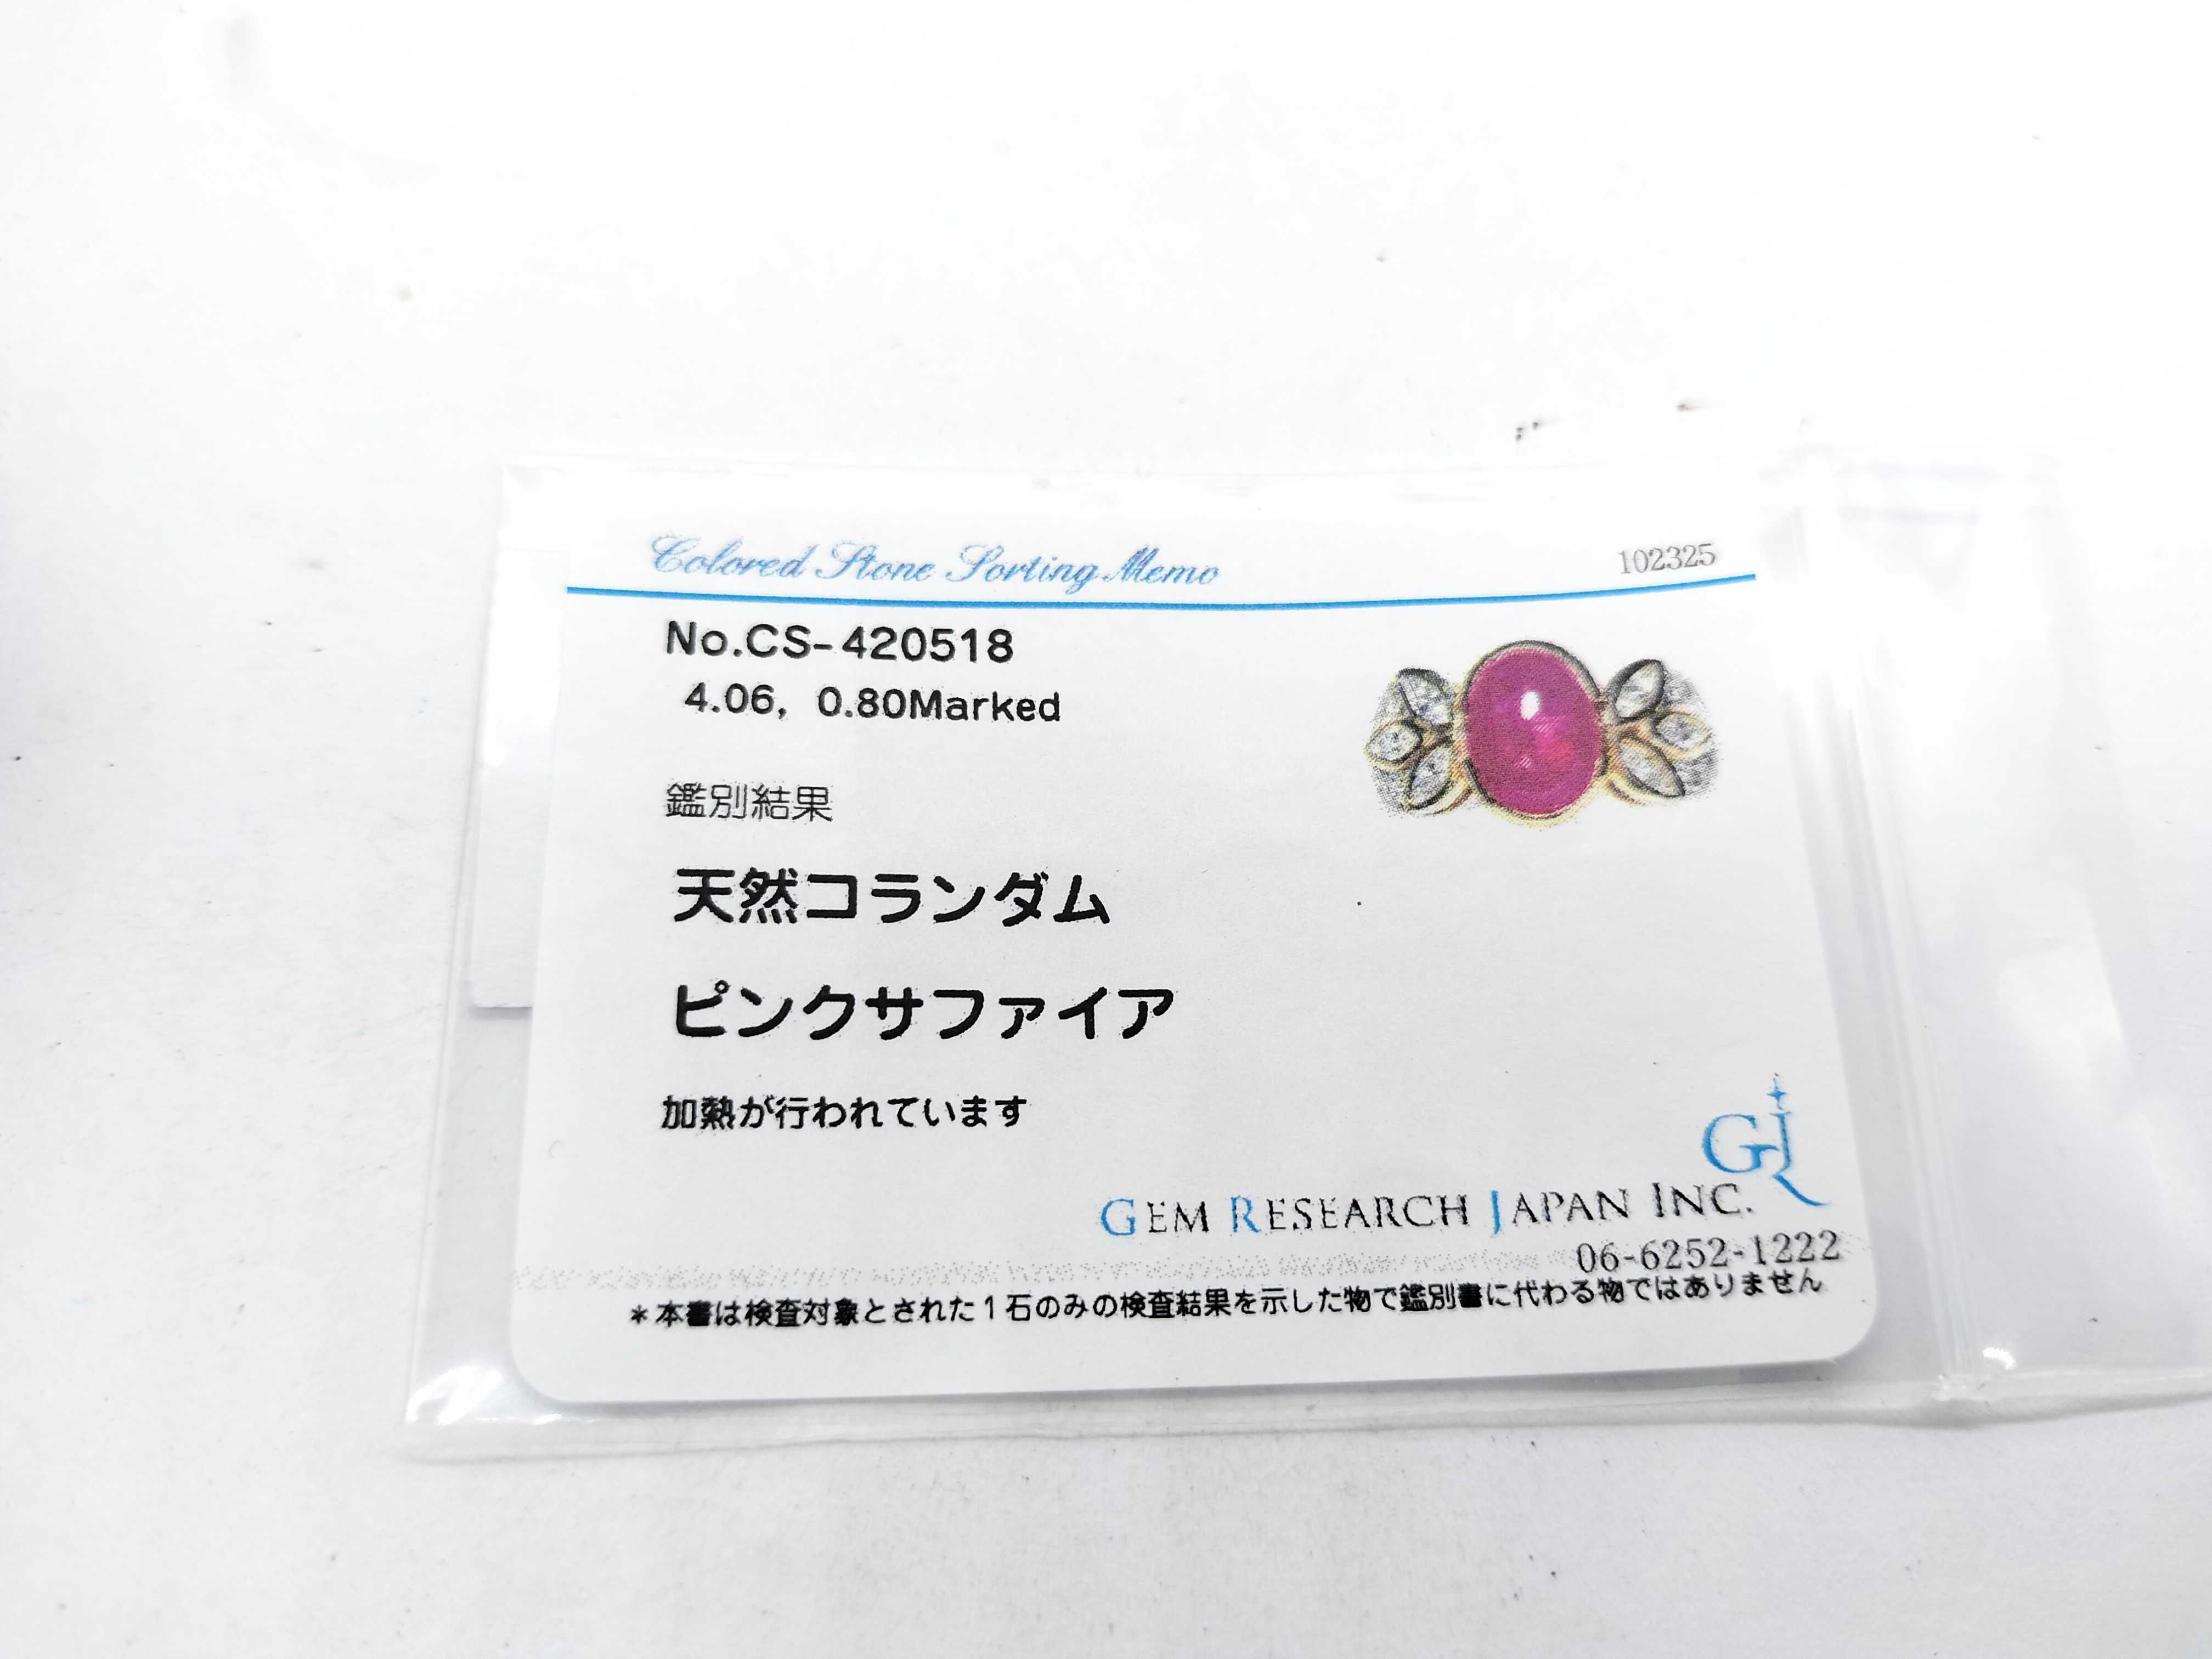 Colored Stone Sorting Memo
102325
No.CS-420518
4.06, 0.80Marked
鑑別結果
天然コランダム
ピンクサファイア
加熱が行われています
GJR
GEM RESEARCH JAPAN INC.
06-6252-1222
*本書は検査対象とされた1石のみの検査結果を示した物で鑑別書に代わる物ではありません